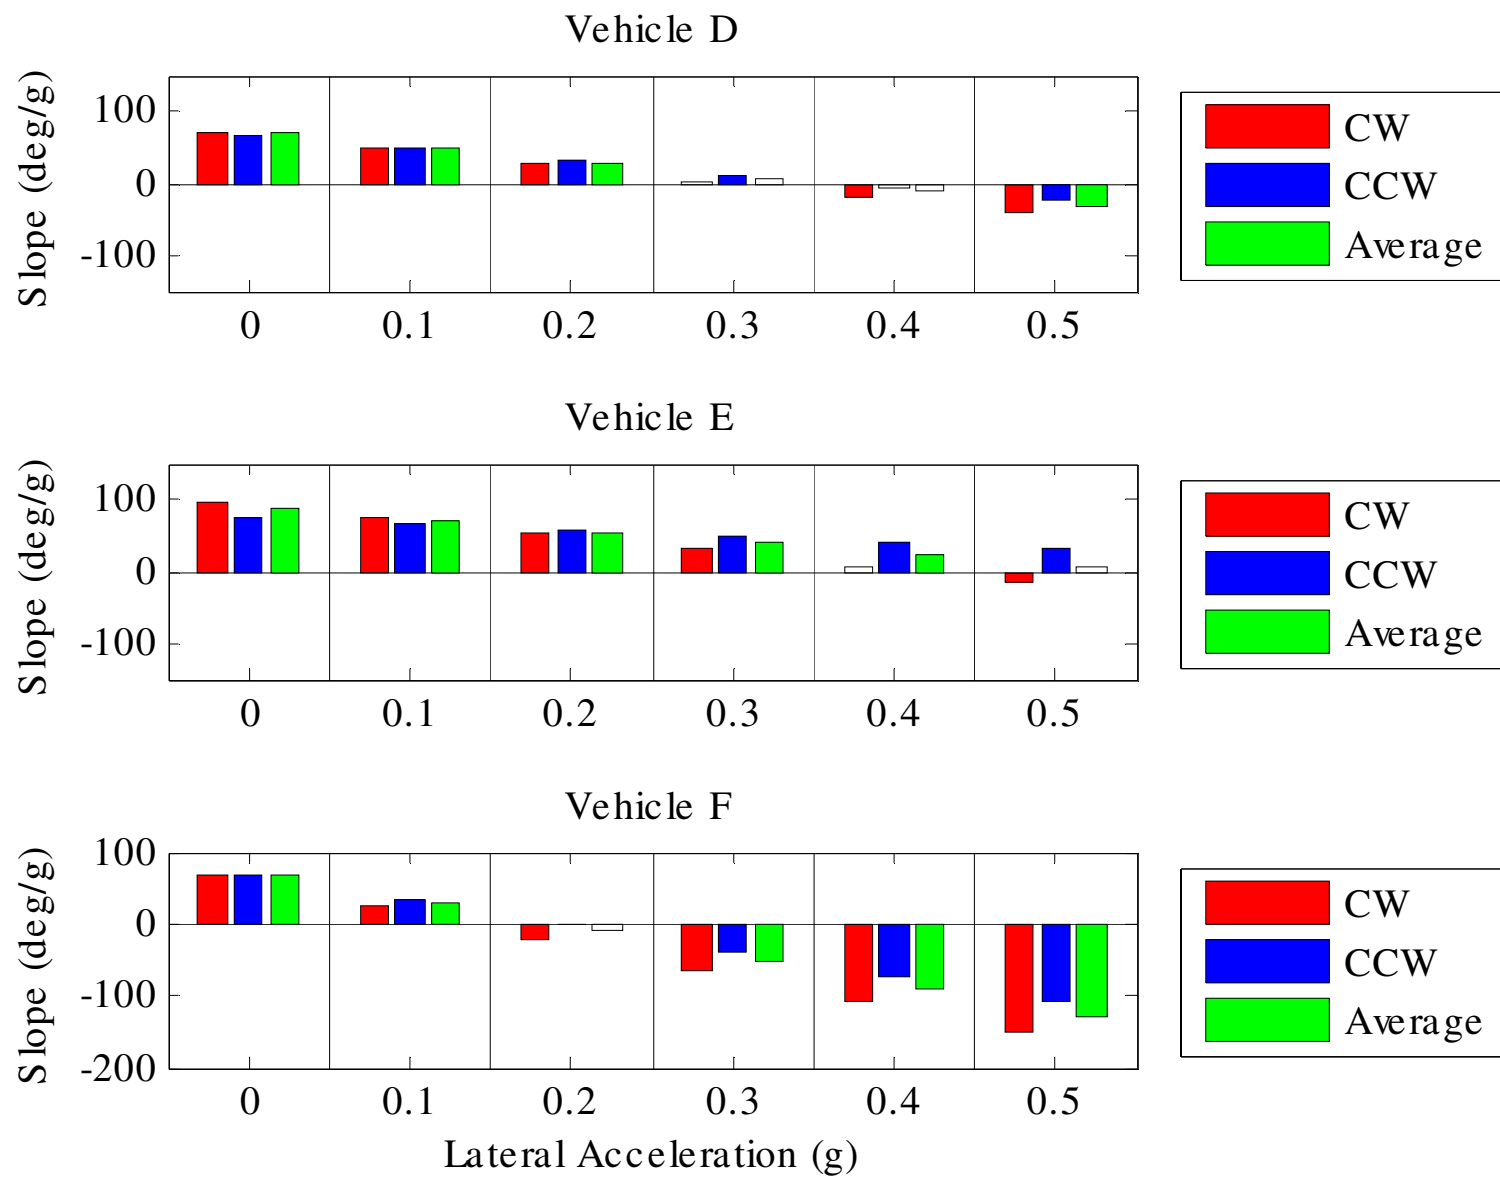 Vehicle D
Slope (deg/g)
100
0
-100
0 0.1 0.2 0.3 0.4 0.5
CW
CCW
Average
Vehicle E
Slope (deg/g)
100
0
-100
0 0.1 0.2 0.3 0.4 0.5
CW
CCW
Average
Vehicle F
Slope (deg/g)
100
0
-100
-200
0 0.1 0.2 0.3 0.4 0.5
CW
CCW
Average
Lateral Acceleration (g)